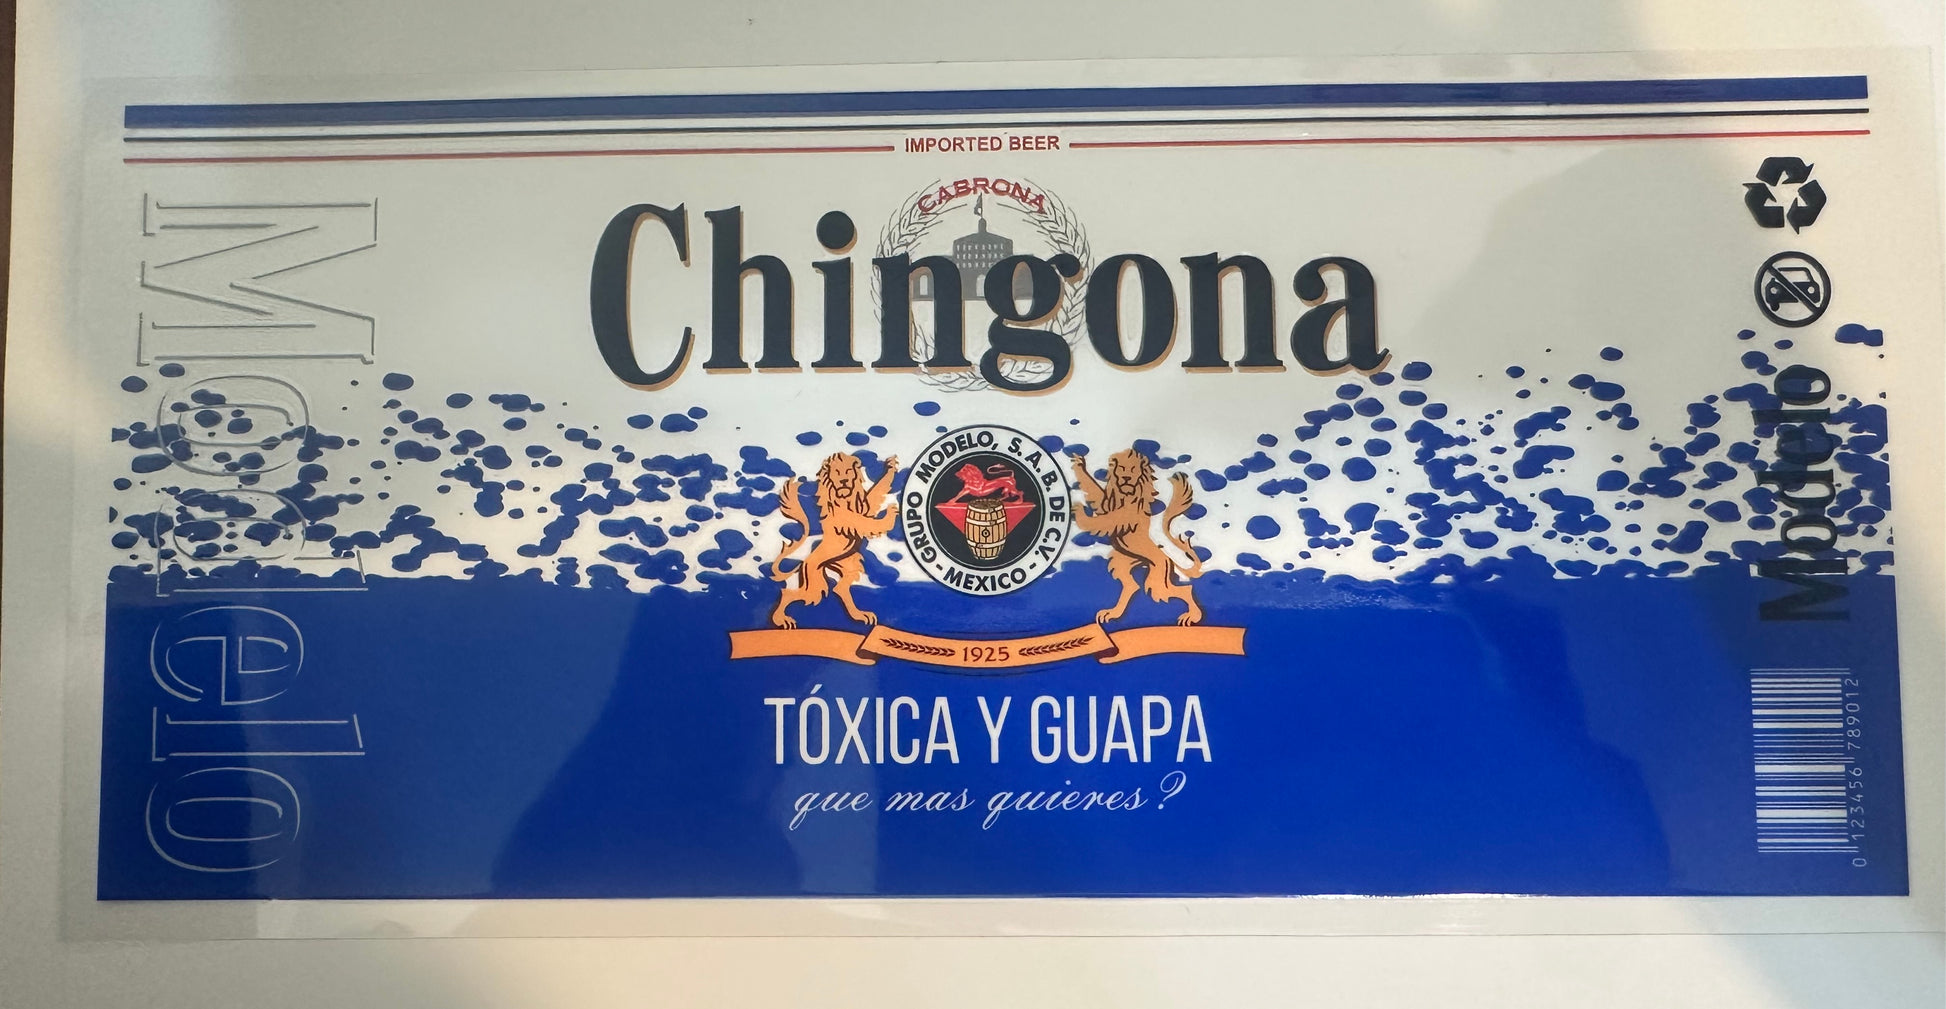 IMPORTED BEER
CABRONA
Chingona
GRUPO MODELO, S.A.B. DE C.V.
- MEXICO -
1925
TÓXICA Y GUAPA
que mas quieres?
Modelo
Modelo
0 123456 789012